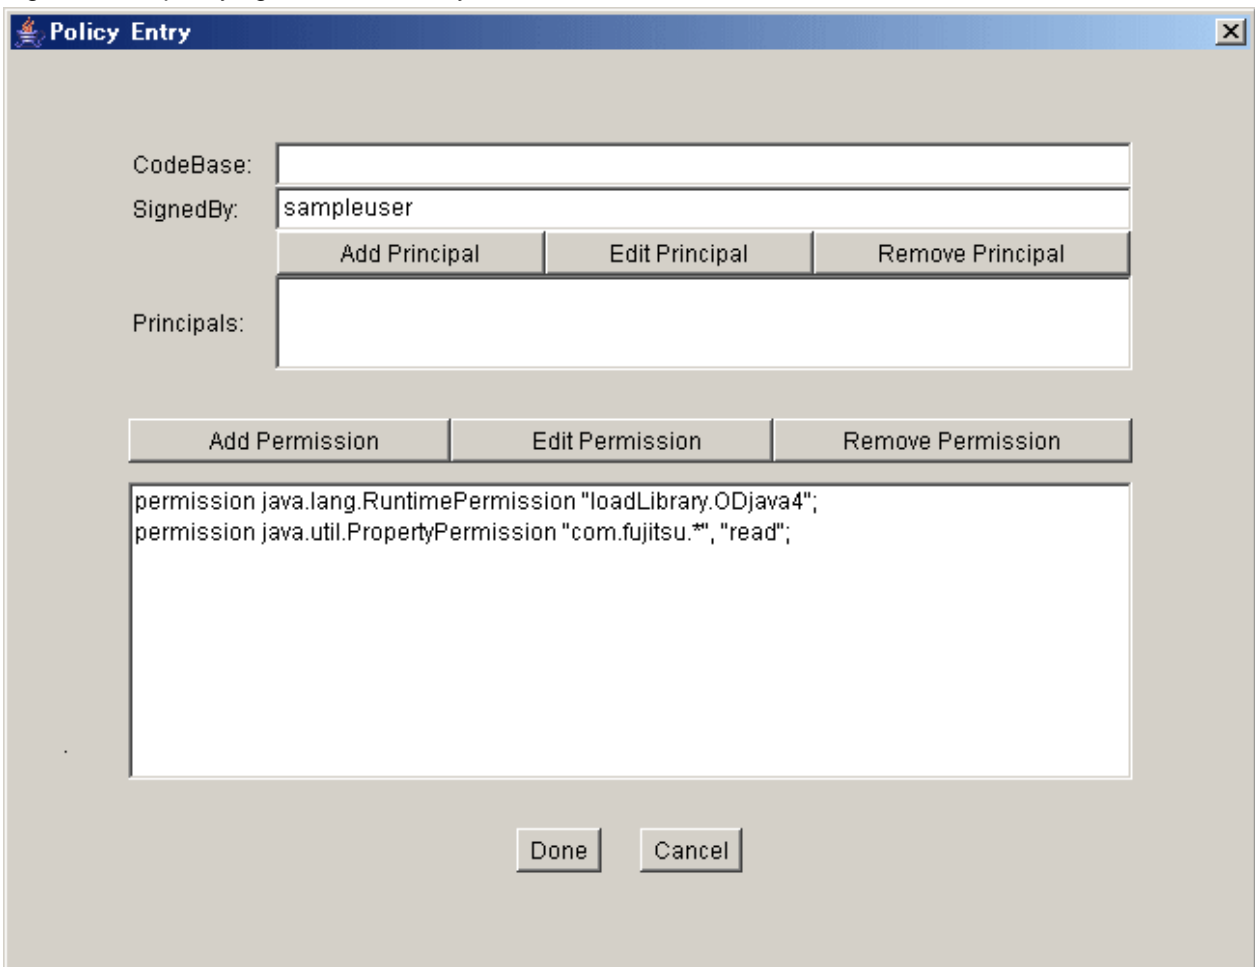 Policy Entry
CodeBase:
SignedBy: sampleuser
Add Principal Edit Principal Remove Principal
Principals:
Add Permission Edit Permission Remove Permission
permission java.lang.RuntimePermission "loadLibrary.ODjava4";
permission java.util.PropertyPermission "com.fujitsu.*", "read";
Done Cancel